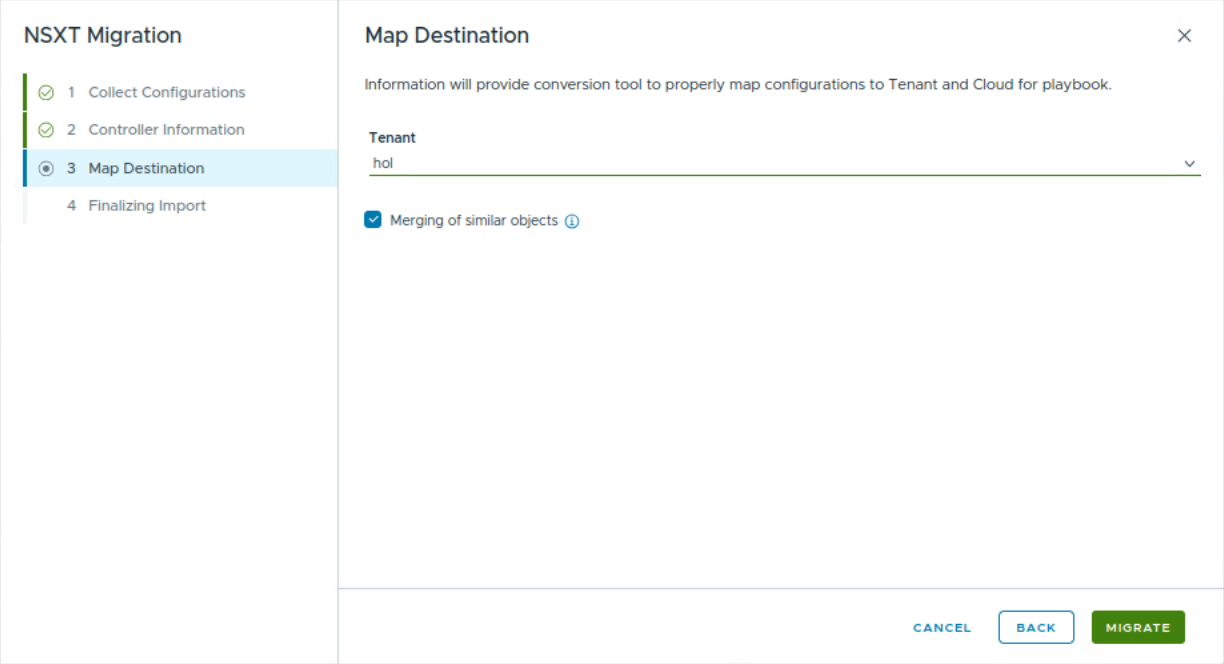 NSXT Migration
1 Collect Configurations
2 Controller Information
3 Map Destination
4 Finalizing Import
Map Destination
Information will provide conversion tool to properly map configurations to Tenant and Cloud for playbook.
Tenant
hol
Merging of similar objects
CANCEL
BACK
MIGRATE